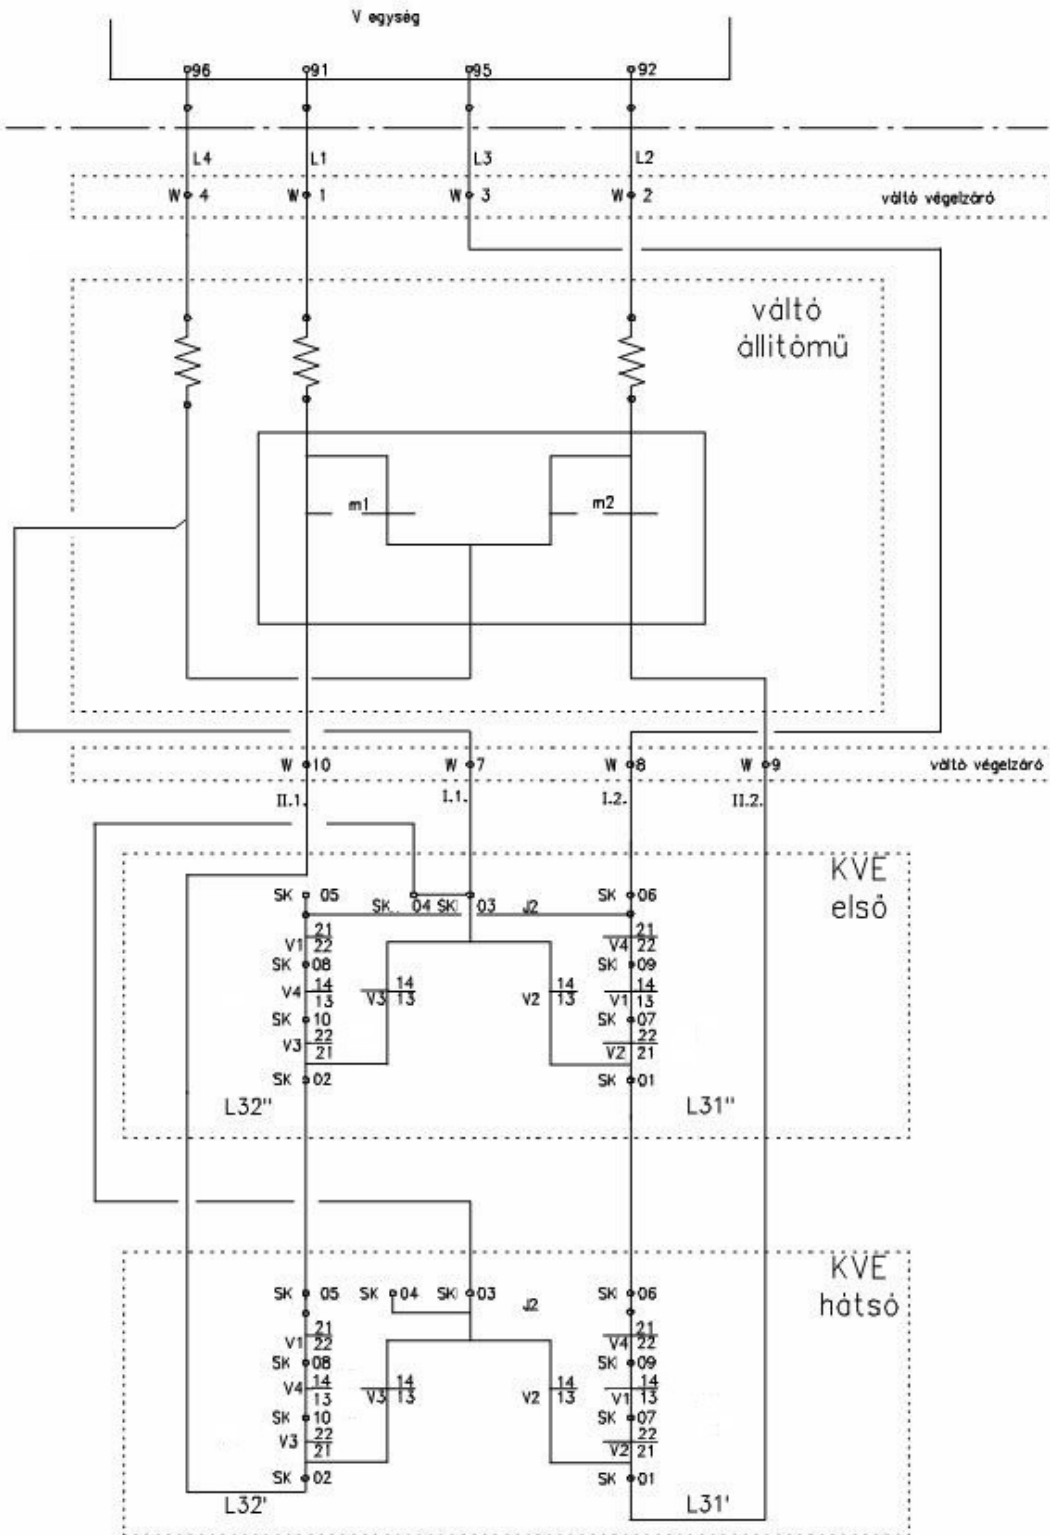 V egység
96 91 95 92
L4 L1 L3 L2
W 4 W 1 W 3 W 2 váltó végelzáró
váltó
állítómű
m1 m2
W 10 W 7 W 8 W 9 váltó végelzáró
II.1. I.1. I.2. II.2.
KVE
első
SK 05 SK 04 SK 03 J2 SK 06
21 21
V1 22 V4 22
SK 08 SK 09
V4 14 V3 14 V2 14 V1 14
13 13 13 13
SK 10 SK 07
V3 22 V2 22
21 21
SK 02 SK 01
L32" L31"
KVE
hátsó
SK 05 SK 04 SK 03 J2 SK 06
21 21
V1 22 V4 22
SK 08 SK 09
V4 14 V3 14 V2 14 V1 14
13 13 13 13
SK 10 SK 07
V3 22 V2 22
21 21
SK 02 SK 01
L32' L31'